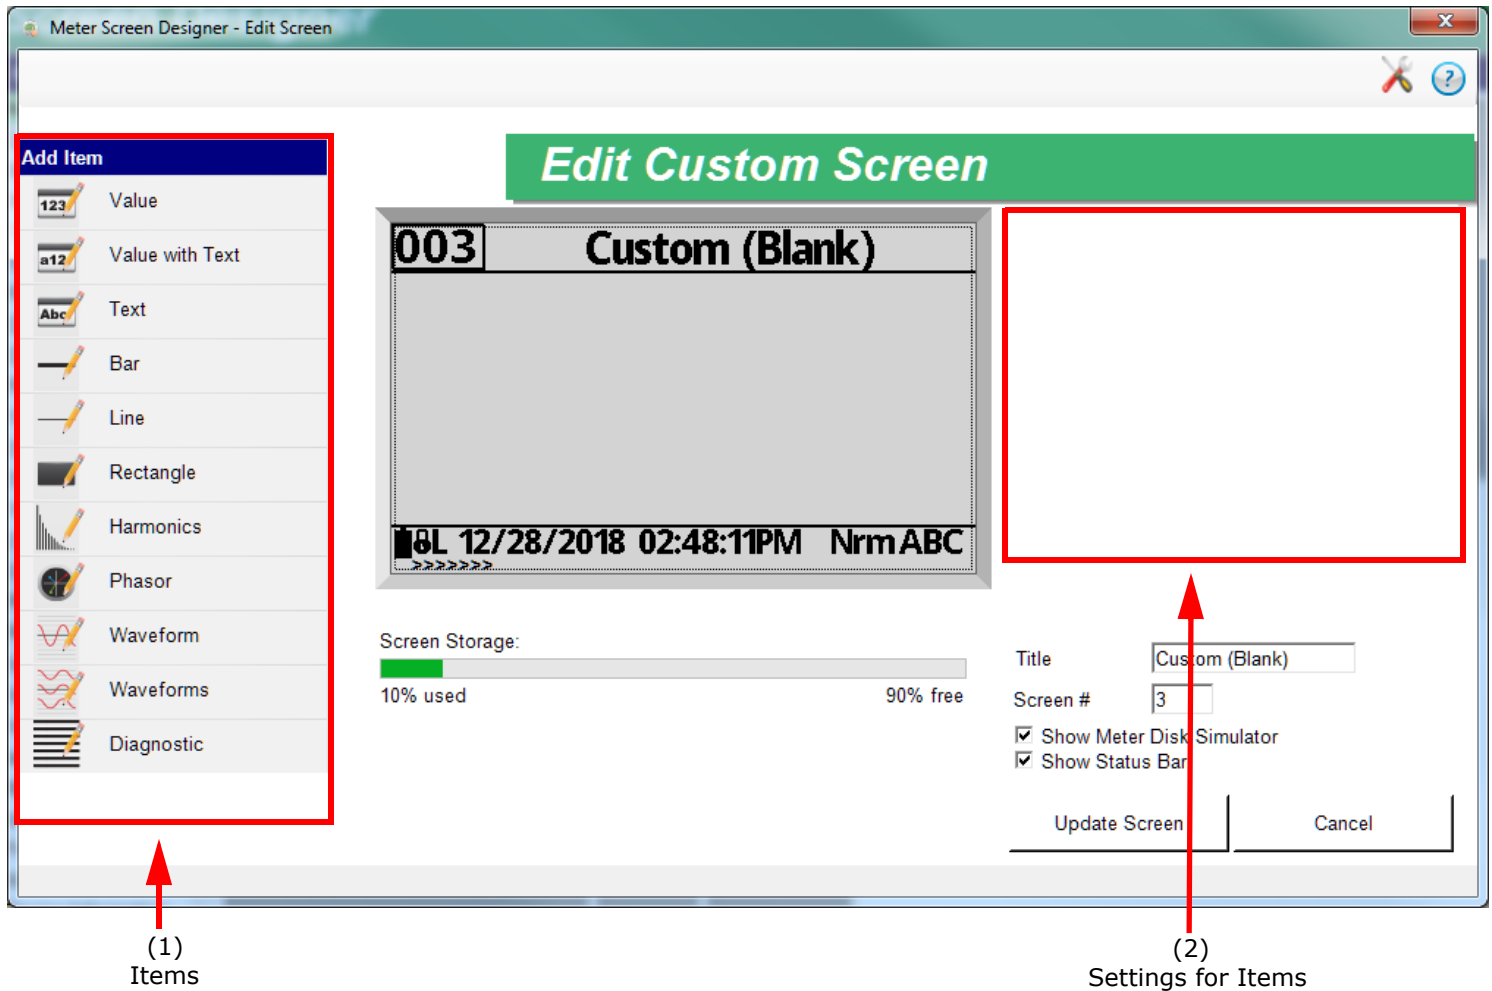 Meter Screen Designer - Edit Screen
Add Item
123
Value
a12
Value with Text
Abc
Text
Bar
Line
Rectangle
Harmonics
Phasor
Waveform
Waveforms
Diagnostic
Edit Custom Screen
003 Custom (Blank)
L 12/28/2018 02:48:11PM Nrm ABC
>>>>>>>
Screen Storage:
10% used 90% free
Title Custom (Blank)
Screen # 3
Show Meter Disk Simulator
Show Status Bar
Update Screen Cancel
(1)
Items
(2)
Settings for Items